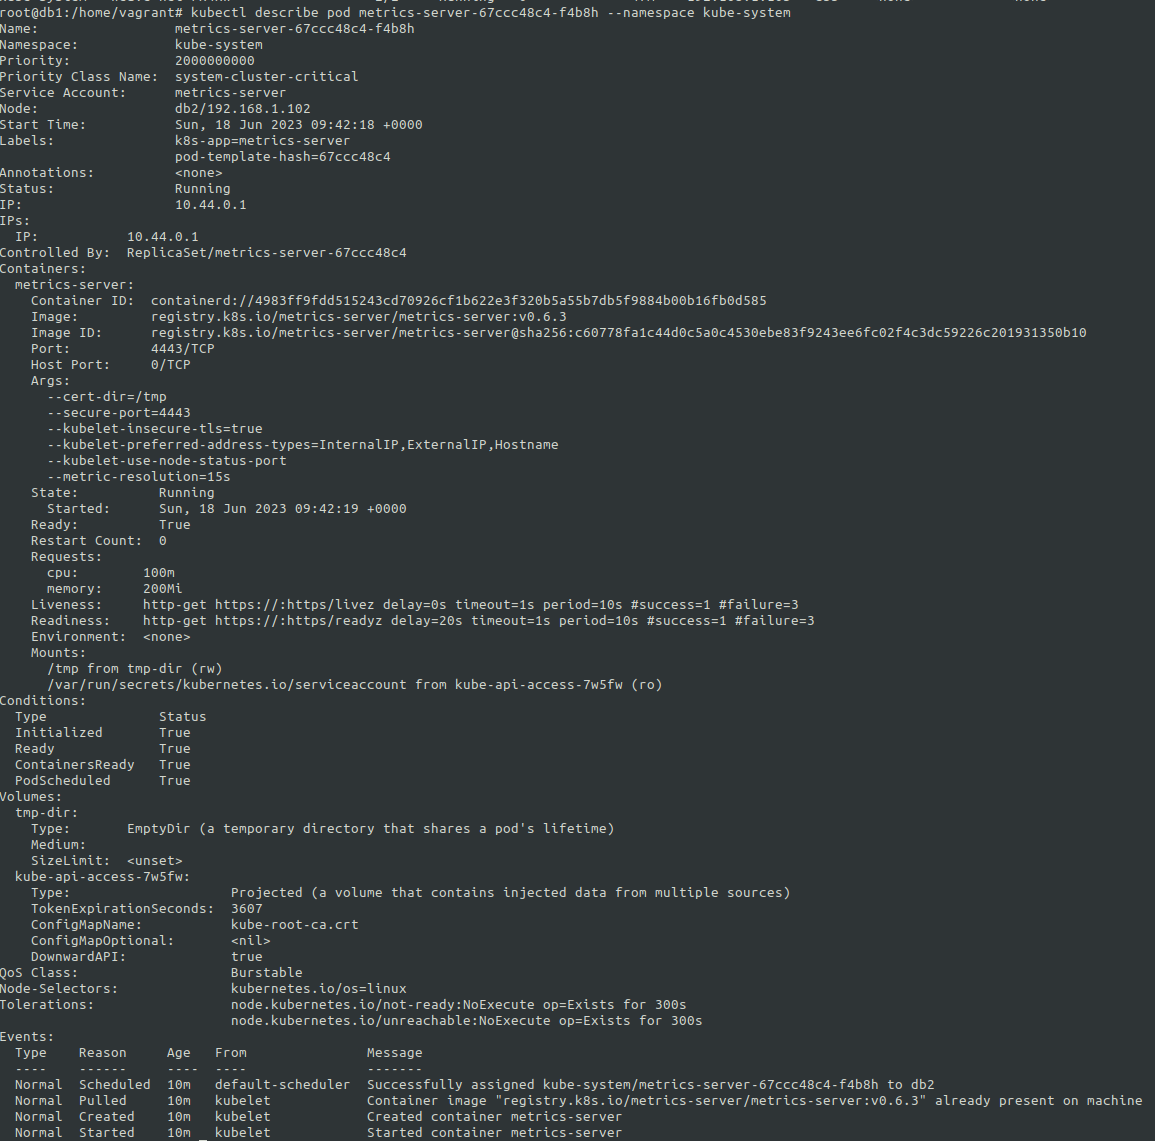 root@db1:/home/vagrant# kubectl describe pod metrics-server-67ccc48c4-f4b8h --namespace kube-system
Name:                 metrics-server-67ccc48c4-f4b8h
Namespace:            kube-system
Priority:             2000000000
Priority Class Name:  system-cluster-critical
Service Account:      metrics-server
Node:                 db2/192.168.1.102
Start Time:           Sun, 18 Jun 2023 09:42:18 +0000
Labels:               k8s-app=metrics-server
                      pod-template-hash=67ccc48c4
Annotations:          <none>
Status:               Running
IP:                   10.44.0.1
IPs:
  IP:           10.44.0.1
Controlled By:  ReplicaSet/metrics-server-67ccc48c4
Containers:
  metrics-server:
    Container ID:  containerd://4983ff9fdd515243cd70926cf1b622e3f320b5a55b7db5f9884b00b16fb0d585
    Image:         registry.k8s.io/metrics-server/metrics-server:v0.6.3
    Image ID:      registry.k8s.io/metrics-server/metrics-server@sha256:c60778fa1c44d0c5a0c4530ebe83f9243ee6fc02f4c3dc59226c201931350b10
    Port:          4443/TCP
    Host Port:     0/TCP
    Args:
      --cert-dir=/tmp
      --secure-port=4443
      --kubelet-insecure-tls=true
      --kubelet-preferred-address-types=InternalIP,ExternalIP,Hostname
      --kubelet-use-node-status-port
      --metric-resolution=15s
    State:          Running
      Started:      Sun, 18 Jun 2023 09:42:19 +0000
    Ready:          True
    Restart Count:  0
    Requests:
      cpu:        100m
      memory:     200Mi
    Liveness:     http-get https://:https/livez delay=0s timeout=1s period=10s #success=1 #failure=3
    Readiness:    http-get https://:https/readyz delay=20s timeout=1s period=10s #success=1 #failure=3
    Environment:  <none>
    Mounts:
      /tmp from tmp-dir (rw)
      /var/run/secrets/kubernetes.io/serviceaccount from kube-api-access-7w5fw (ro)
Conditions:
  Type              Status
  Initialized       True
  Ready             True
  ContainersReady   True
  PodScheduled      True
Volumes:
  tmp-dir:
    Type:       EmptyDir (a temporary directory that shares a pod's lifetime)
    Medium:
    SizeLimit:  <unset>
  kube-api-access-7w5fw:
    Type:                    Projected (a volume that contains injected data from multiple sources)
    TokenExpirationSeconds:  3607
    ConfigMapName:           kube-root-ca.crt
    ConfigMapOptional:       <nil>
    DownwardAPI:             true
QoS Class:                   Burstable
Node-Selectors:              kubernetes.io/os=linux
Tolerations:                 node.kubernetes.io/not-ready:NoExecute op=Exists for 300s
                             node.kubernetes.io/unreachable:NoExecute op=Exists for 300s
Events:
  Type    Reason     Age   From               Message
  ----    ------     ----  ----               -------
  Normal  Scheduled  10m   default-scheduler  Successfully assigned kube-system/metrics-server-67ccc48c4-f4b8h to db2
  Normal  Pulled     10m   kubelet            Container image "registry.k8s.io/metrics-server/metrics-server:v0.6.3" already present on machine
  Normal  Created    10m   kubelet            Created container metrics-server
  Normal  Started    10m   kubelet            Started container metrics-server